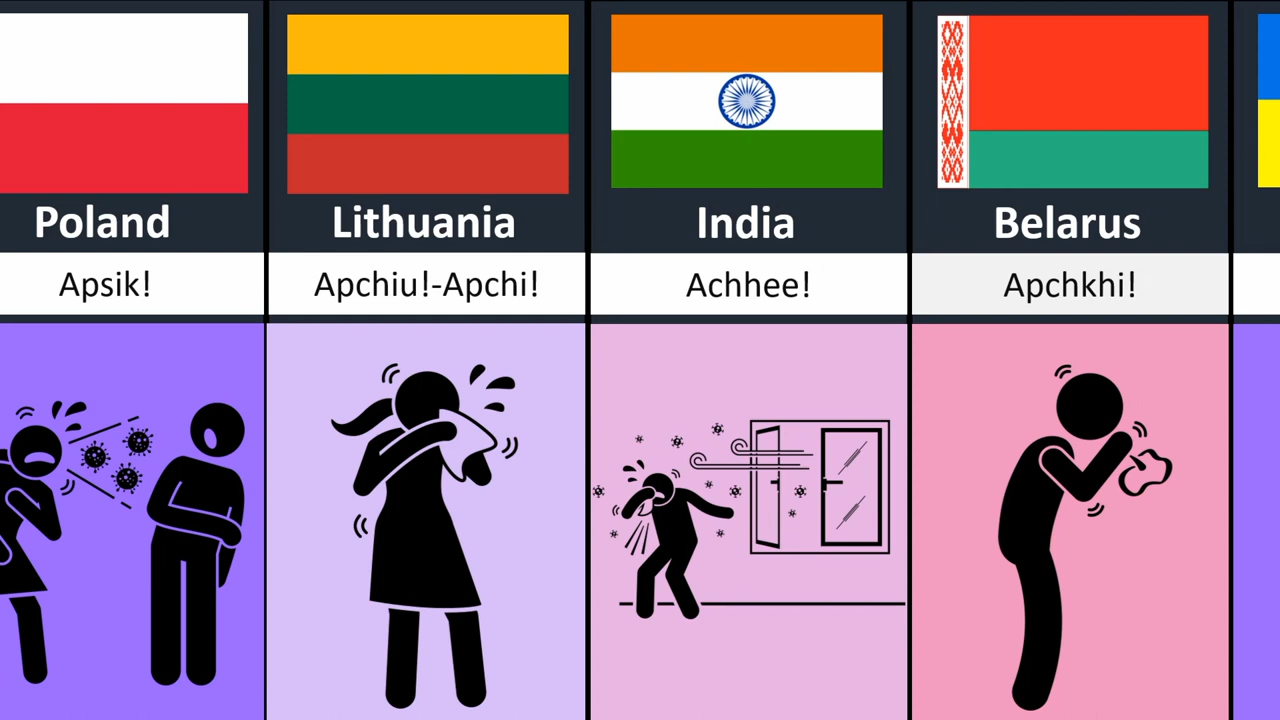 Poland
Apsik!
Lithuania
Apchiu!-Apchi!
India
Achhee!
Belarus
Apchkhi!